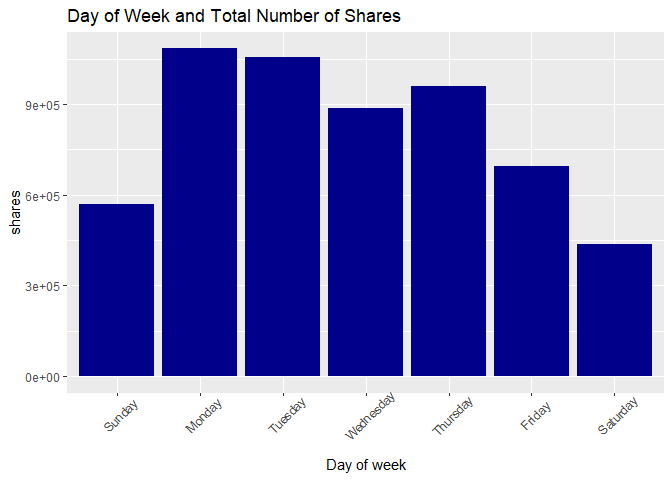 Day of Week and Total Number of Shares
shares
9e+05
6e+05
3e+05
0e+00
Sunday
Monday
Tuesday
Wednesday
Thursday
Friday
Saturday
Day of week